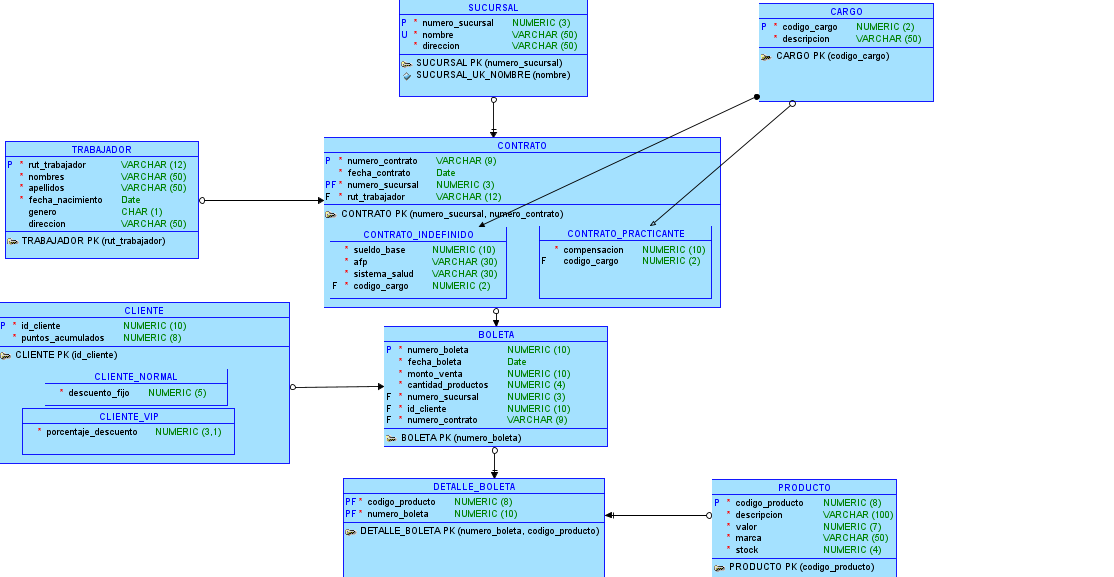 SUCURSAL
P * numero_sucursal NUMERIC (3)
U * nombre VARCHAR (50)
* direccion VARCHAR (50)
SUCURSAL PK (numero_sucursal)
SUCURSAL_UK_NOMBRE (nombre)
CARGO
P * codigo_cargo NUMERIC (2)
* descripcion VARCHAR (50)
CARGO PK (codigo_cargo)
TRABAJADOR
P * rut_trabajador VARCHAR (12)
* nombres VARCHAR (50)
* apellidos VARCHAR (50)
* fecha_nacimiento Date
genero CHAR (1)
direccion VARCHAR (50)
TRABAJADOR PK (rut_trabajador)
CONTRATO
P * numero_contrato VARCHAR (9)
* fecha_contrato Date
PF * numero_sucursal NUMERIC (3)
F * rut_trabajador VARCHAR (12)
CONTRATO PK (numero_sucursal, numero_contrato)
CONTRATO_INDEFINIDO
* sueldo_base NUMERIC (10)
* afp VARCHAR (30)
* sistema_salud VARCHAR (30)
F * codigo_cargo NUMERIC (2)
CONTRATO_PRACTICANTE
* compensacion NUMERIC (10)
F codigo_cargo NUMERIC (2)
CLIENTE
P * id_cliente NUMERIC (10)
* puntos_acumulados NUMERIC (8)
CLIENTE PK (id_cliente)
CLIENTE_NORMAL
* descuento_fijo NUMERIC (5)
CLIENTE_VIP
* porcentaje_descuento NUMERIC (3,1)
BOLETA
P * numero_boleta NUMERIC (10)
* fecha_boleta Date
* monto_venta NUMERIC (10)
* cantidad_productos NUMERIC (4)
F * numero_sucursal NUMERIC (3)
F * id_cliente NUMERIC (10)
F * numero_contrato VARCHAR (9)
BOLETA PK (numero_boleta)
DETALLE_BOLETA
PF * codigo_producto NUMERIC (8)
PF * numero_boleta NUMERIC (10)
DETALLE_BOLETA PK (numero_boleta, codigo_producto)
PRODUCTO
P * codigo_producto NUMERIC (8)
* descripcion VARCHAR (100)
* valor NUMERIC (7)
* marca VARCHAR (50)
* stock NUMERIC (4)
PRODUCTO PK (codigo_producto)